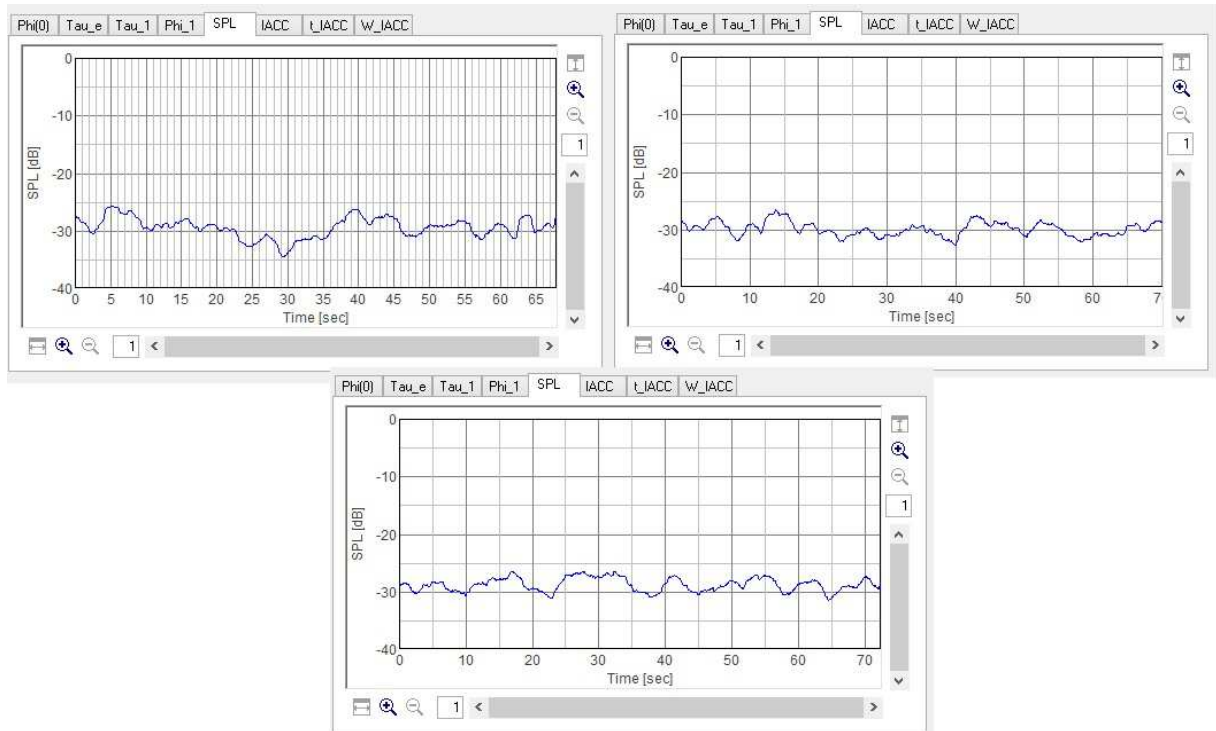 Phi(0) Tau_e Tau_1 Phi_1 SPL IACC t_IACC W_IACC
0
-10
-20
-30
-40
SPL [dB]
0 5 10 15 20 25 30 35 40 45 50 55 60 65
Time [sec]
1
1
Phi(0) Tau_e Tau_1 Phi_1 SPL IACC t_IACC W_IACC
0
-10
-20
-30
-40
SPL [dB]
0 10 20 30 40 50 60 7
Time [sec]
1
1
Phi(0) Tau_e Tau_1 Phi_1 SPL IACC t_IACC W_IACC
0
-10
-20
-30
-40
SPL [dB]
0 10 20 30 40 50 60 70
Time [sec]
1
1